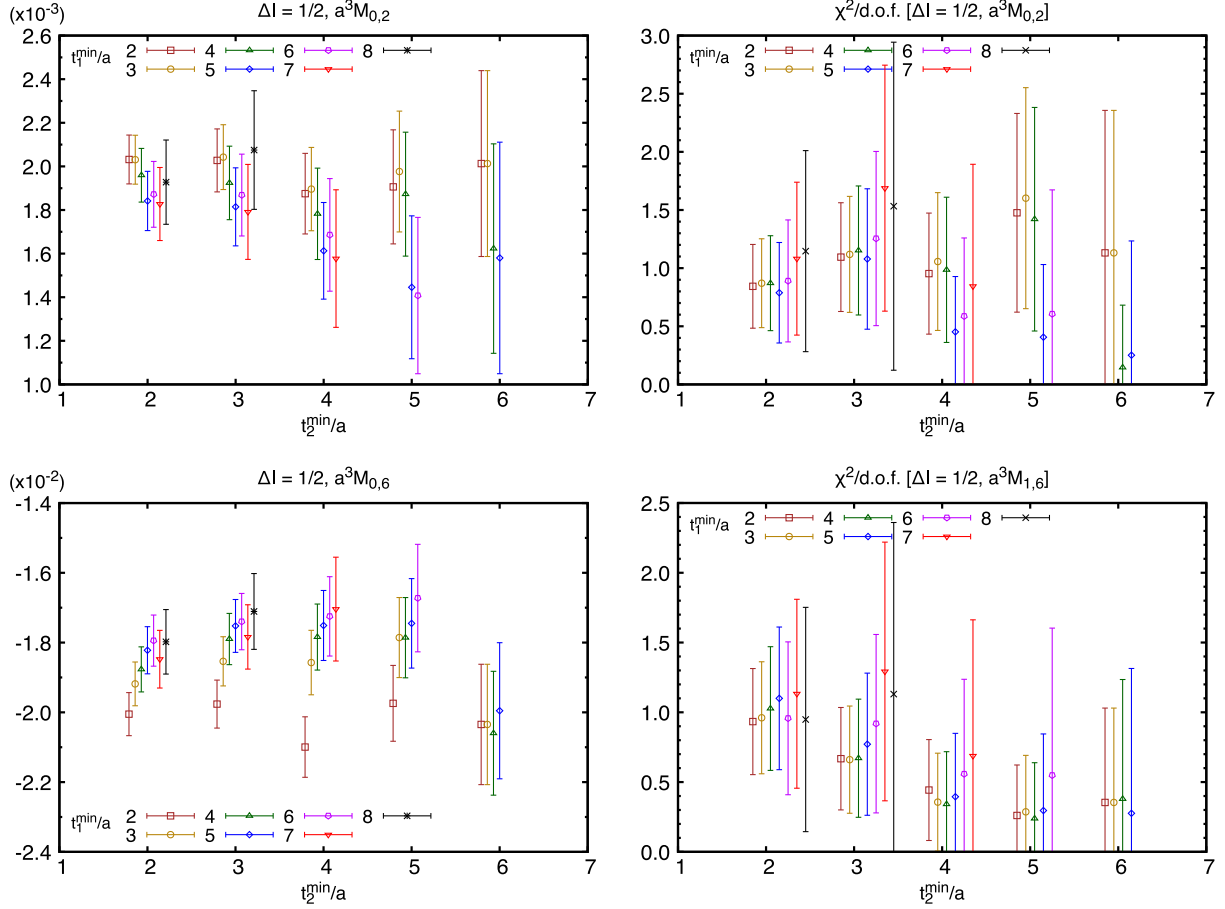 (x10⁻³)
ΔI = 1/2, a³M₀,₂
t₁ᵐⁱⁿ/a 2 4 6 8
3 5 7
2.6
2.4
2.2
2.0
1.8
1.6
1.4
1.2
1.0
1 2 3 4 5 6 7
t₂ᵐⁱⁿ/a
χ²/d.o.f. [ΔI = 1/2, a³M₀,₂]
t₁ᵐⁱⁿ/a 2 4 6 8
3 5 7
3.0
2.5
2.0
1.5
1.0
0.5
0.0
1 2 3 4 5 6 7
t₂ᵐⁱⁿ/a
(x10⁻²)
ΔI = 1/2, a³M₀,₆
-1.4
-1.6
-1.8
-2.0
-2.2
-2.4
t₁ᵐⁱⁿ/a 2 4 6 8
3 5 7
1 2 3 4 5 6 7
t₂ᵐⁱⁿ/a
χ²/d.o.f. [ΔI = 1/2, a³M₁,₆]
t₁ᵐⁱⁿ/a 2 4 6 8
3 5 7
2.5
2.0
1.5
1.0
0.5
0.0
1 2 3 4 5 6 7
t₂ᵐⁱⁿ/a